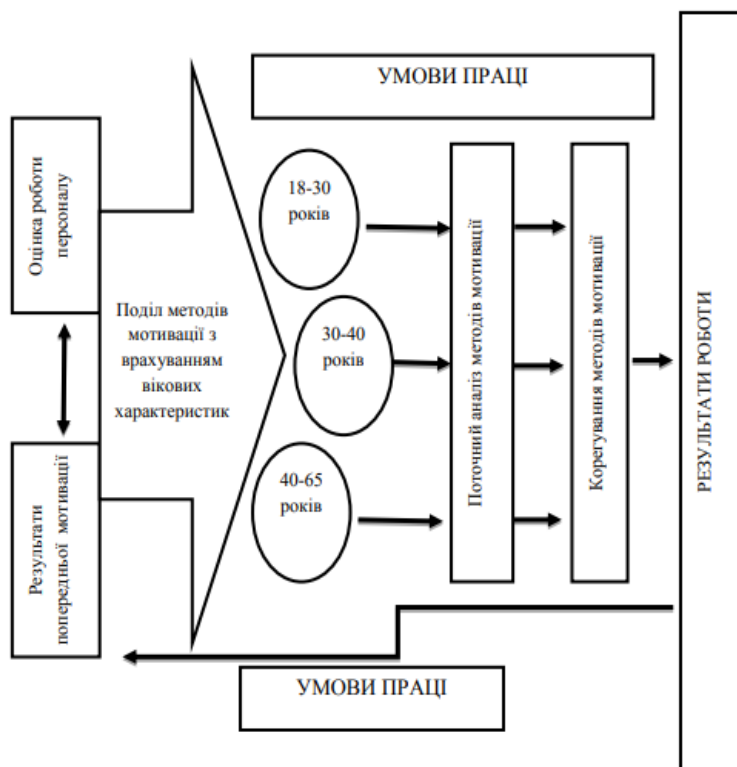 УМОВИ ПРАЦІ
Оцінка роботи
персоналу
Результати
попередньої мотивації
Поділ методів
мотивації з
врахуванням
вікових
характеристик
18-30
років
30-40
років
40-65
років
Поточний аналіз методів мотивації
Корегування методів мотивації
РЕЗУЛЬТАТИ РОБОТИ
УМОВИ ПРАЦІ